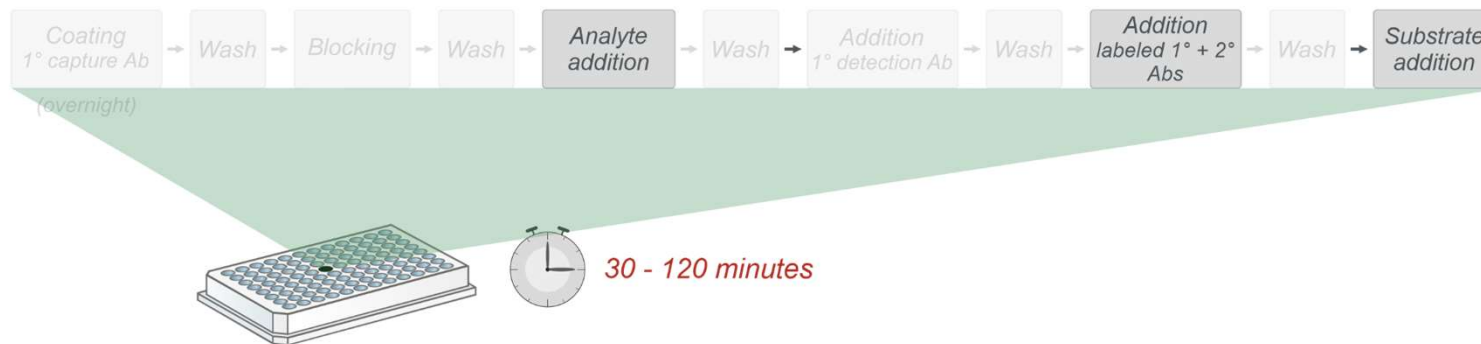 Coating
1° capture Ab
(overnight)
Wash
Blocking
Wash
Analyte
addition
Wash
Addition
1° detection Ab
Wash
Addition
labeled 1° + 2°
Abs
Wash
Substrate
addition
30 - 120 minutes